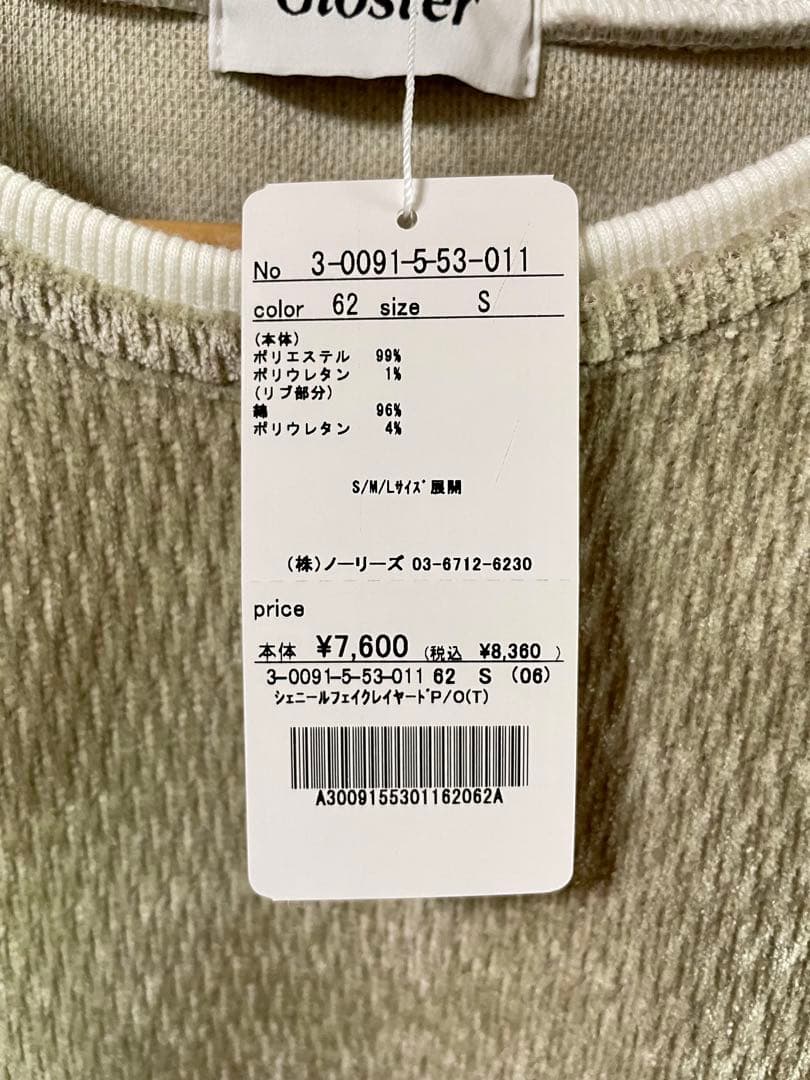 Gloster
No 3-0091-5-53-011
color 62 size S
(本体)
ポリエステル 99%
ポリウレタン 1%
(リブ部分)
綿 96%
ポリウレタン 4%
S/M/Lｻｲｽﾞ展開
(株)ノーリーズ 03-6712-6230
price
本体 ¥7,600 (税込 ¥8,360 )
3-0091-5-53-011 62 S (06)
ｼｪﾆｰﾙﾌｪｲｸﾚｲﾔｰﾄﾞP/O(T)
A3009155301162062A